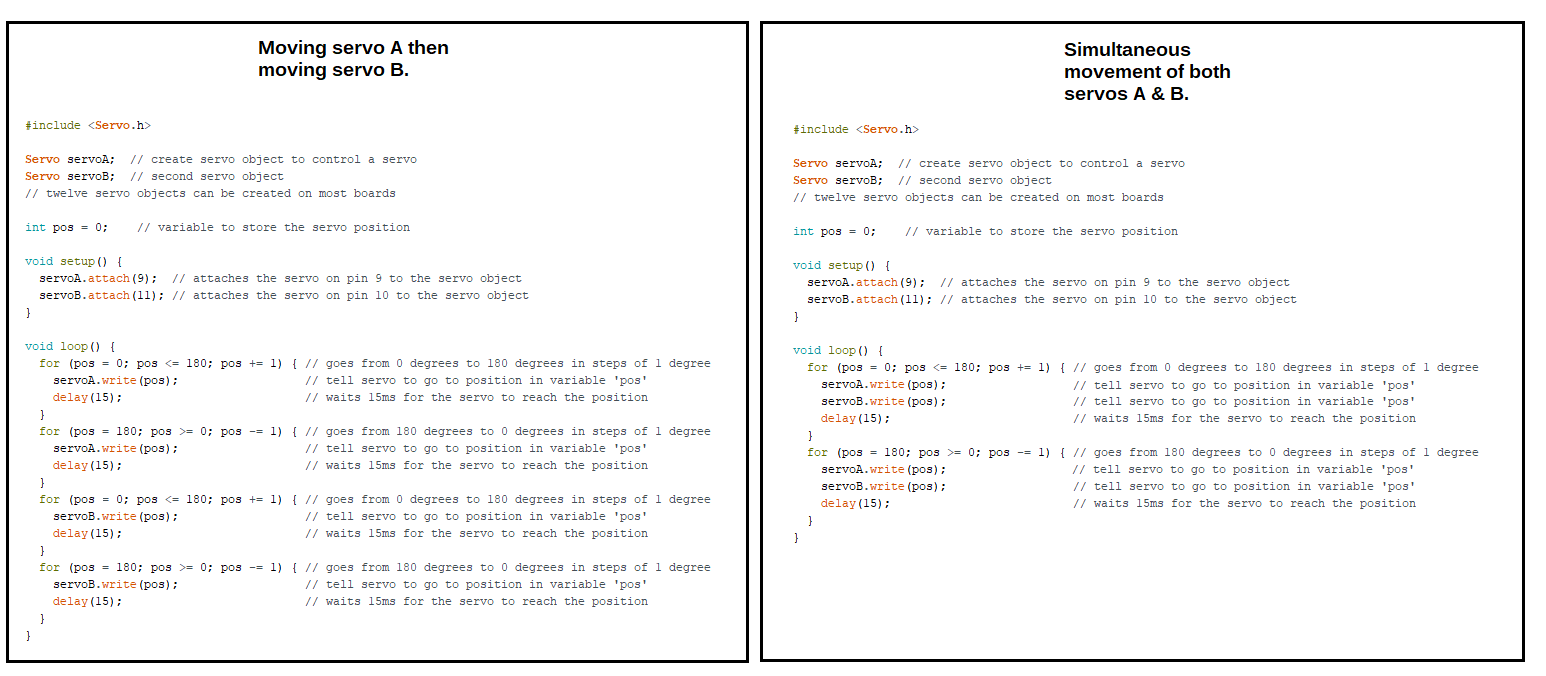 Moving servo A then
moving servo B.
#include <Servo.h>
Servo servoA;  // create servo object to control a servo
Servo servoB;  // second servo object
// twelve servo objects can be created on most boards
int pos = 0;    // variable to store the servo position
void setup() {
  servoA.attach(9);  // attaches the servo on pin 9 to the servo object
  servoB.attach(11); // attaches the servo on pin 10 to the servo object
}
void loop() {
  for (pos = 0; pos <= 180; pos += 1) { // goes from 0 degrees to 180 degrees in steps of 1 degree
    servoA.write(pos);                  // tell servo to go to position in variable 'pos'
    delay(15);                          // waits 15ms for the servo to reach the position
  }
  for (pos = 180; pos >= 0; pos -= 1) { // goes from 180 degrees to 0 degrees in steps of 1 degree
    servoA.write(pos);                  // tell servo to go to position in variable 'pos'
    delay(15);                          // waits 15ms for the servo to reach the position
  }
  for (pos = 0; pos <= 180; pos += 1) { // goes from 0 degrees to 180 degrees in steps of 1 degree
    servoB.write(pos);                  // tell servo to go to position in variable 'pos'
    delay(15);                          // waits 15ms for the servo to reach the position
  }
  for (pos = 180; pos >= 0; pos -= 1) { // goes from 180 degrees to 0 degrees in steps of 1 degree
    servoB.write(pos);                  // tell servo to go to position in variable 'pos'
    delay(15);                          // waits 15ms for the servo to reach the position
  }
}
Simultaneous
movement of both
servos A & B.
#include <Servo.h>
Servo servoA;  // create servo object to control a servo
Servo servoB;  // second servo object
// twelve servo objects can be created on most boards
int pos = 0;    // variable to store the servo position
void setup() {
  servoA.attach(9);  // attaches the servo on pin 9 to the servo object
  servoB.attach(11); // attaches the servo on pin 10 to the servo object
}
void loop() {
  for (pos = 0; pos <= 180; pos += 1) { // goes from 0 degrees to 180 degrees in steps of 1 degree
    servoA.write(pos);                  // tell servo to go to position in variable 'pos'
    servoB.write(pos);                  // tell servo to go to position in variable 'pos'
    delay(15);                          // waits 15ms for the servo to reach the position
  }
  for (pos = 180; pos >= 0; pos -= 1) { // goes from 180 degrees to 0 degrees in steps of 1 degree
    servoA.write(pos);                  // tell servo to go to position in variable 'pos'
    servoB.write(pos);                  // tell servo to go to position in variable 'pos'
    delay(15);                          // waits 15ms for the servo to reach the position
  }
}